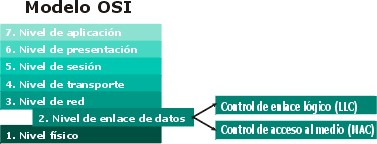 Modelo OSI
7. Nivel de aplicación
6. Nivel de presentación
5. Nivel de sesión
4. Nivel de transporte
3. Nivel de red
2. Nivel de enlace de datos
Control de enlace lógico (LLC)
Control de acceso al medio (MAC)
1. Nivel físico